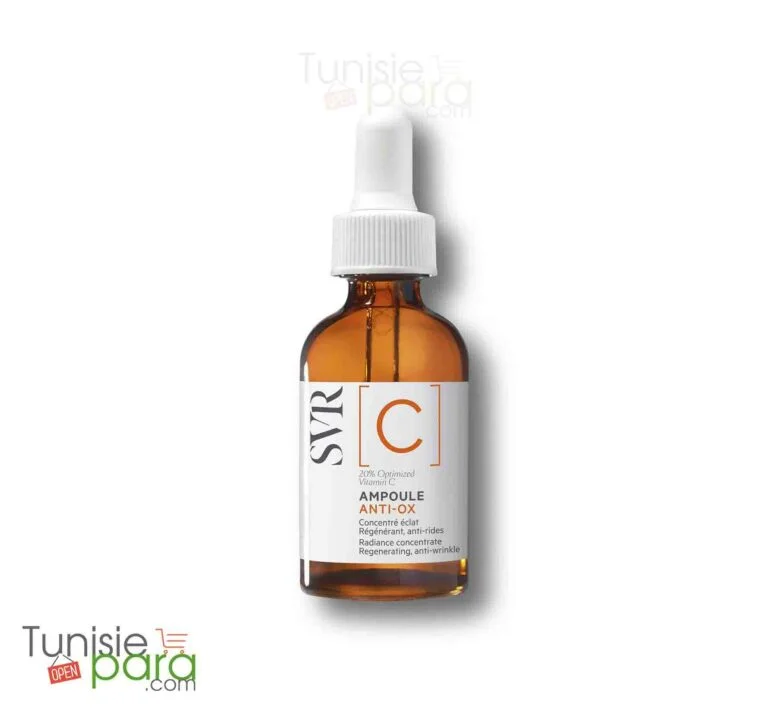 Tunisie
OPEN
para
.com
SVR
[C]
20% Optimized
Vitamin C
AMPOULE
ANTI-OX
Concentré éclat
Régénérant, anti-rides
Radiance concentrate
Regenerating, anti-wrinkle
Tunisie
OPEN
para
.com